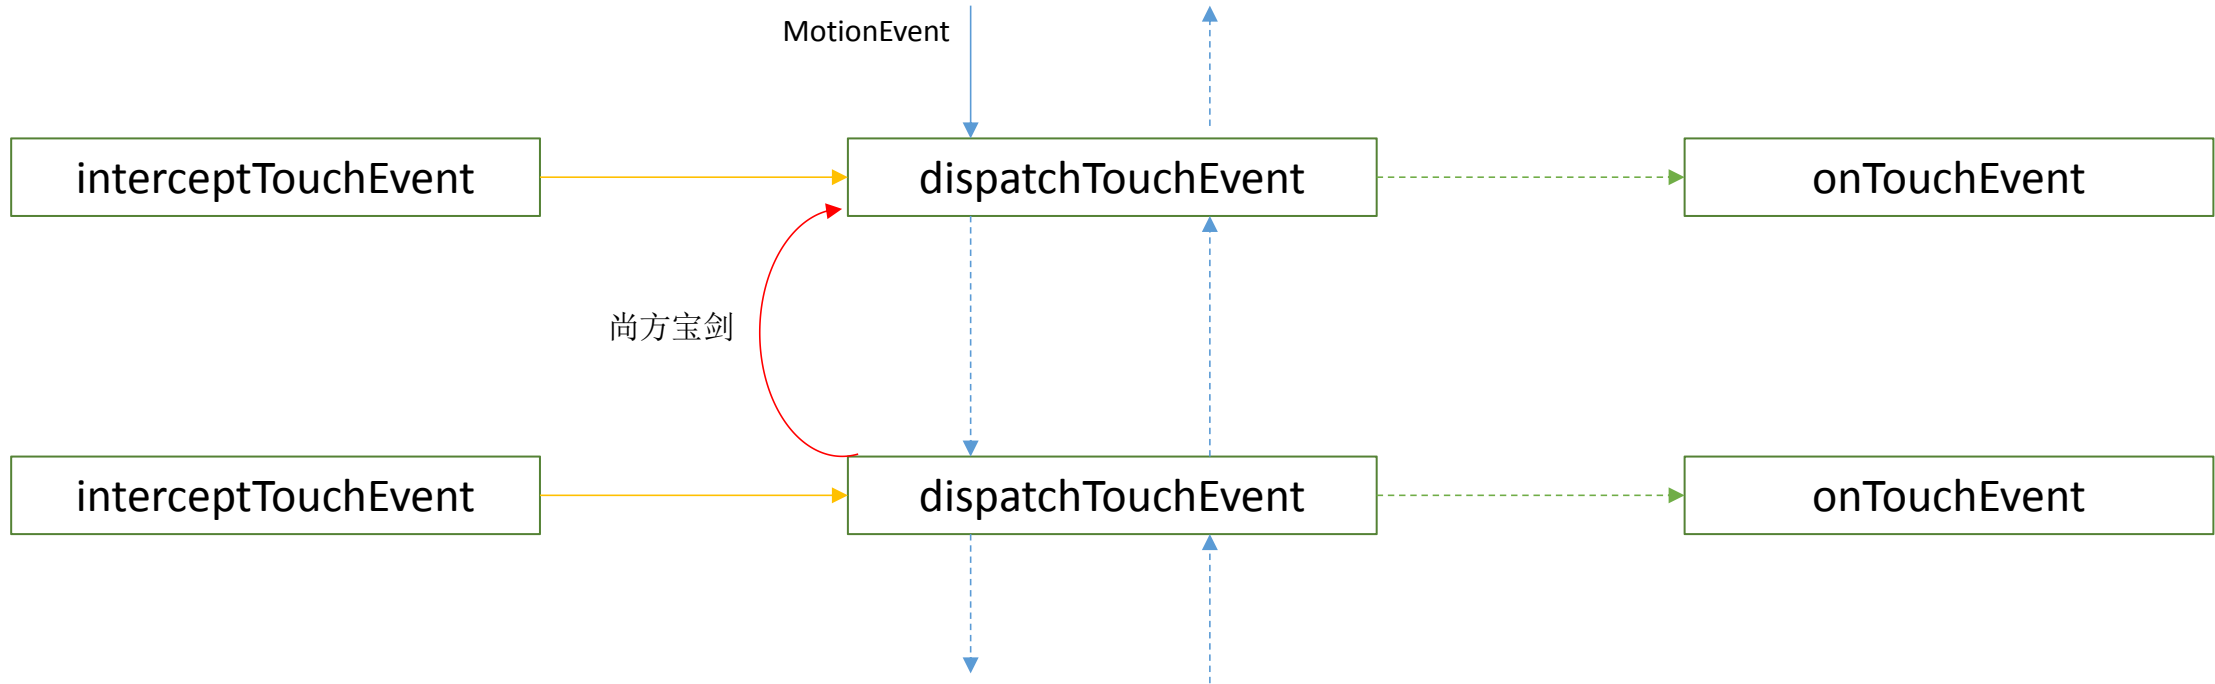 MotionEvent
interceptTouchEvent
dispatchTouchEvent
onTouchEvent
尚方宝剑
interceptTouchEvent
dispatchTouchEvent
onTouchEvent